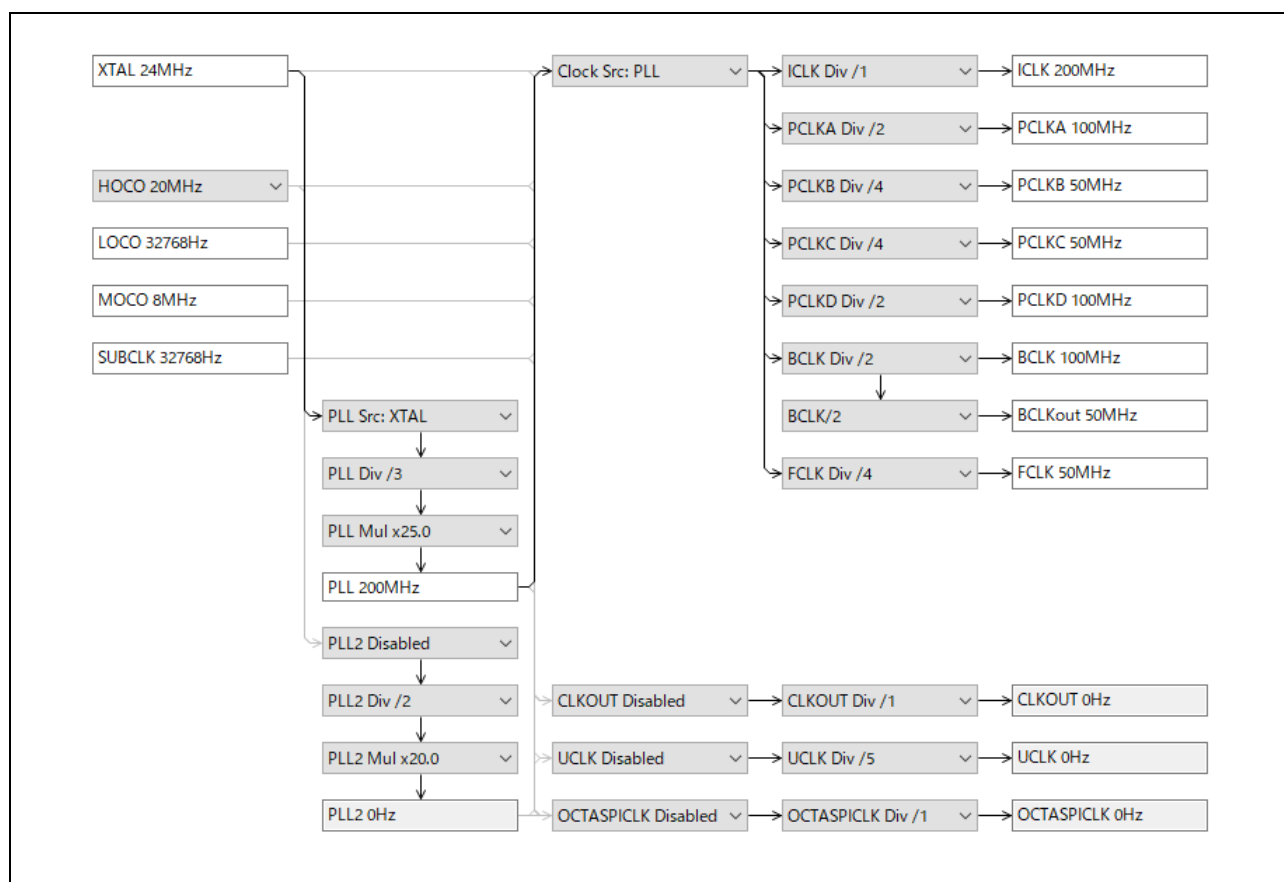 XTAL 24MHz
Clock Src: PLL
ICLK Div /1
ICLK 200MHz
PCLKA Div /2
PCLKA 100MHz
HOCO 20MHz
PCLKB Div /4
PCLKB 50MHz
LOCO 32768Hz
PCLKC Div /4
PCLKC 50MHz
MOCO 8MHz
PCLKD Div /2
PCLKD 100MHz
SUBCLK 32768Hz
BCLK Div /2
BCLK 100MHz
PLL Src: XTAL
BCLK/2
BCLKout 50MHz
PLL Div /3
FCLK Div /4
FCLK 50MHz
PLL Mul x25.0
PLL 200MHz
PLL2 Disabled
PLL2 Div /2
CLKOUT Disabled
CLKOUT Div /1
CLKOUT 0Hz
PLL2 Mul x20.0
UCLK Disabled
UCLK Div /5
UCLK 0Hz
PLL2 0Hz
OCTASPICLK Disabled
OCTASPICLK Div /1
OCTASPICLK 0Hz